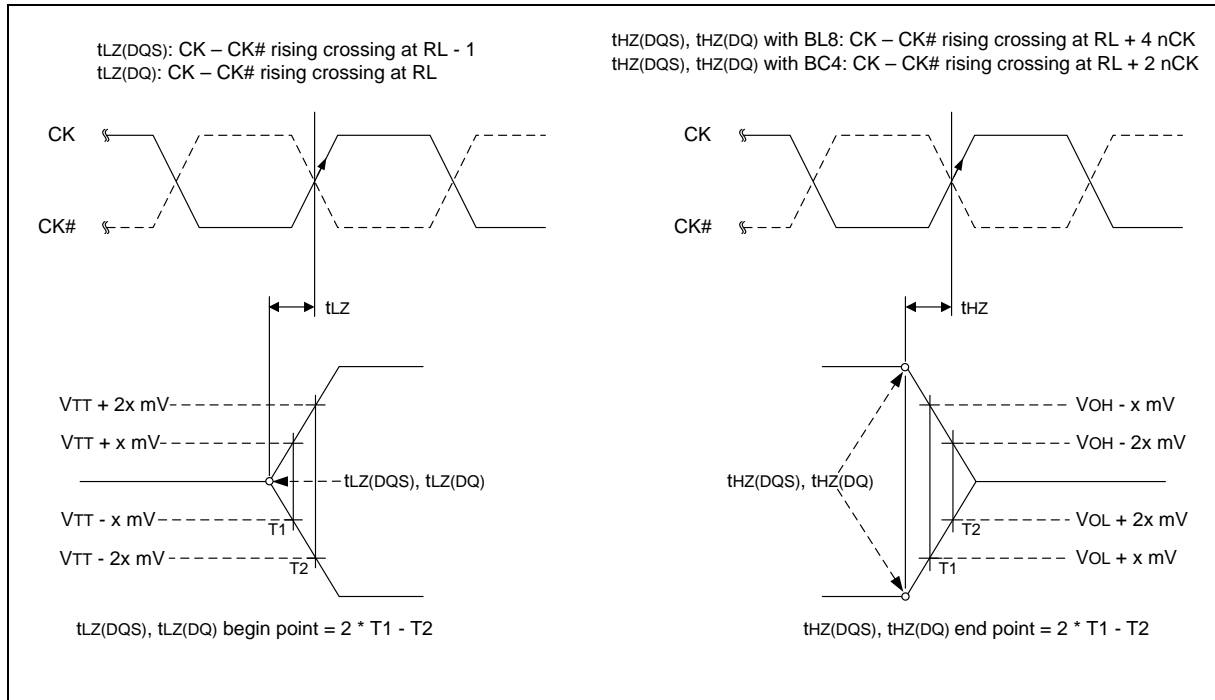 tLZ(DQS): CK – CK# rising crossing at RL - 1
tLZ(DQ): CK – CK# rising crossing at RL
CK
CK#
tLZ
VTT + 2x mV
VTT + x mV
tLZ(DQS), tLZ(DQ)
VTT - x mV
T1
VTT - 2x mV
T2
tLZ(DQS), tLZ(DQ) begin point = 2 * T1 - T2
tHZ(DQS), tHZ(DQ) with BL8: CK – CK# rising crossing at RL + 4 nCK
tHZ(DQS), tHZ(DQ) with BC4: CK – CK# rising crossing at RL + 2 nCK
CK
CK#
tHZ
VOH - x mV
VOH - 2x mV
tHZ(DQS), tHZ(DQ)
VOL + 2x mV
T2
VOL + x mV
T1
tHZ(DQS), tHZ(DQ) end point = 2 * T1 - T2